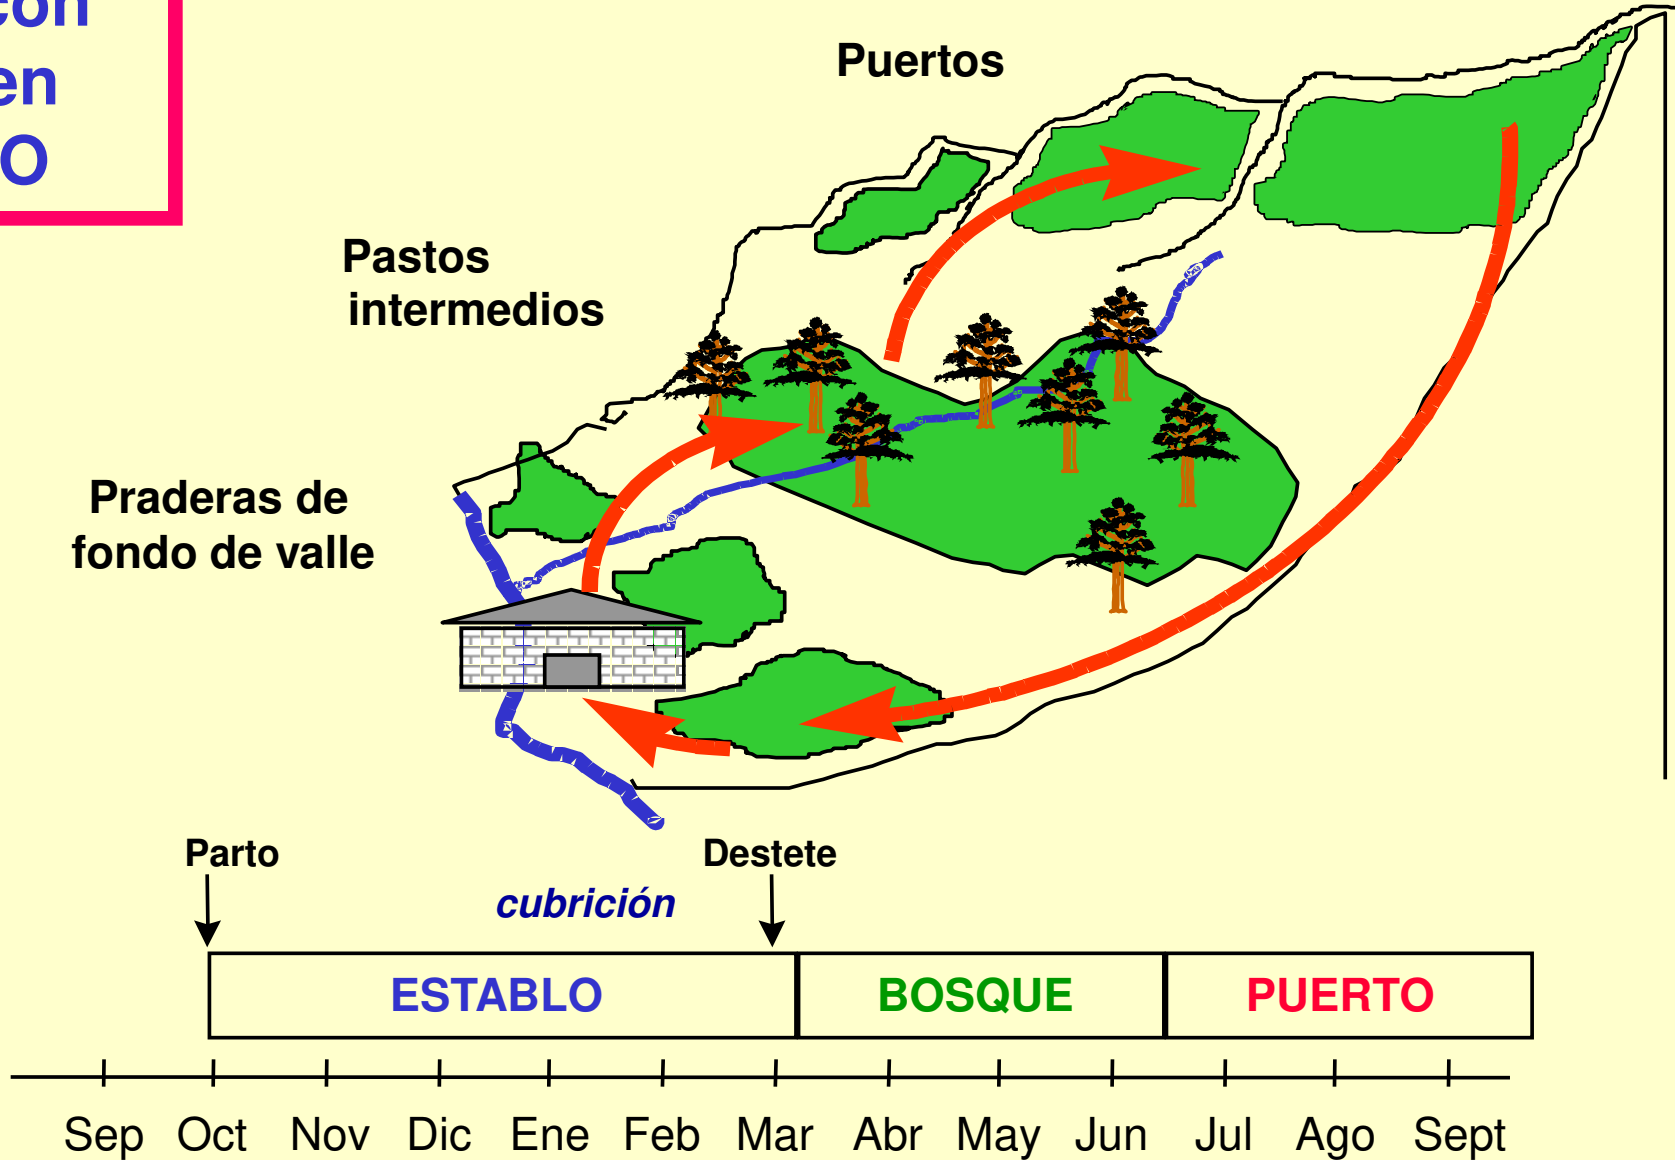 con
en
O
Puertos
Pastos
intermedios
Praderas de
fondo de valle
Parto
Destete
cubrición
ESTABLO BOSQUE PUERTO
Sep Oct Nov Dic Ene Feb Mar Abr May Jun Jul Ago Sept